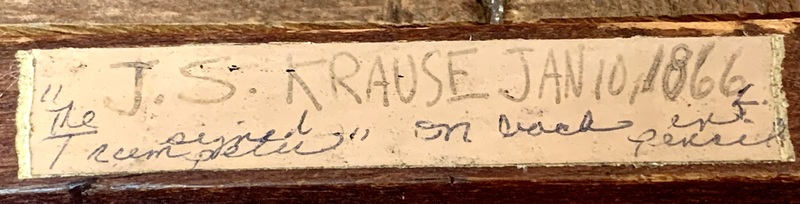 J. S. KRAUSE JAN 10, 1866
"The signed on back in
Trumpeter" pencil